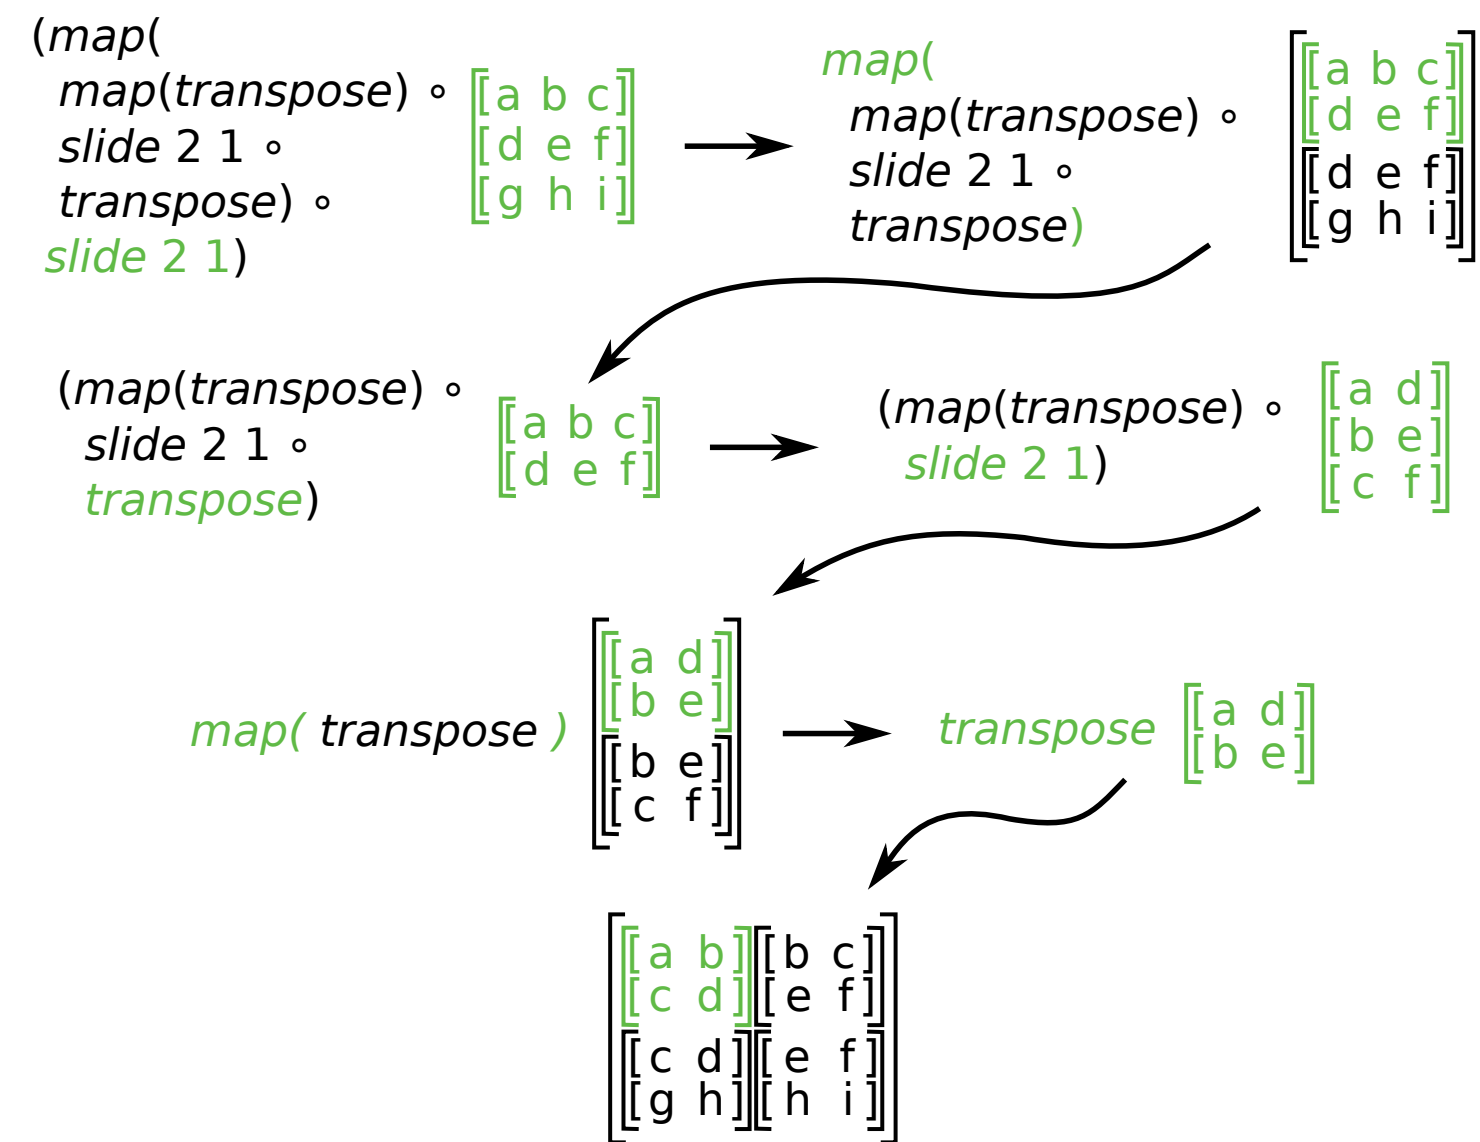 (map(
map(transpose) ∘
slide 2 1 ∘
transpose) ∘
slide 2 1)
[[a b c]
[d e f]
[g h i]]
map(
map(transpose) ∘
slide 2 1 ∘
transpose)
[[[a b c]
[d e f]]
[[d e f]
[g h i]]]
(map(transpose) ∘
slide 2 1 ∘
transpose)
[[a b c]
[d e f]]
(map(transpose) ∘
slide 2 1)
[[a d]
[b e]
[c f]]
map( transpose )
[[[a d]
[b e]]
[[b e]
[c f]]]
transpose
[[a d]
[b e]]
[[[a b] [[b c]
[c d]] [e f]]
[[c d] [[e f]
[g h]] [h i]]]